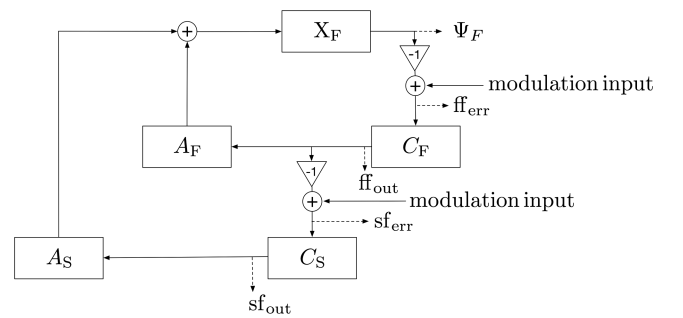 +
X_F
Ψ_F
-1
+
modulation input
ff_err
A_F
C_F
-1
ff_out
+
modulation input
sf_err
A_S
C_S
sf_out